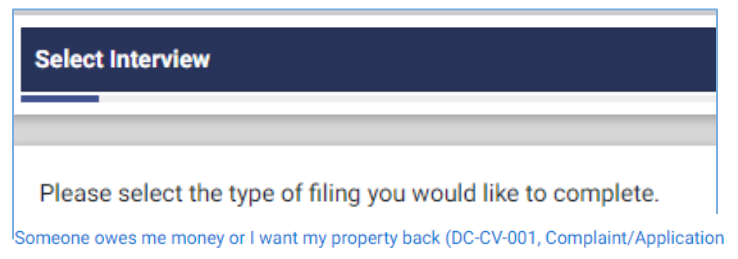 Select Interview
Please select the type of filing you would like to complete.
Someone owes me money or I want my property back (DC-CV-001, Complaint/Application